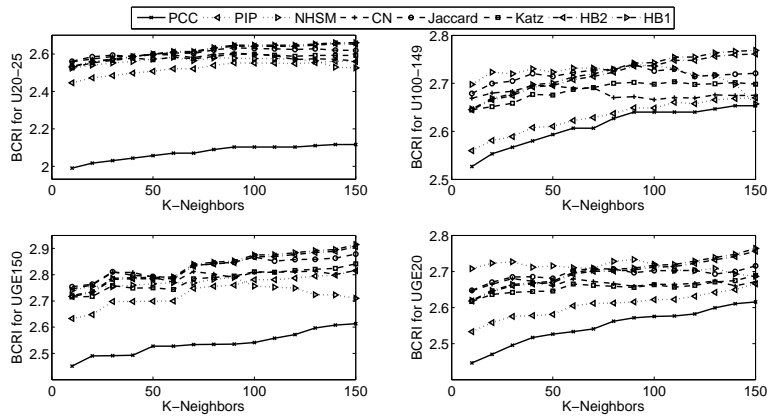 PCC PIP NHSM CN Jaccard Katz HB2 HB1
2.6
2.4
2.2
2
BCRI for U20−25
0 50 100 150
K−Neighbors
2.8
2.7
2.6
2.5
BCRI for U100−149
0 50 100 150
K−Neighbors
2.9
2.8
2.7
2.6
2.5
BCRI for UGE150
0 50 100 150
K−Neighbors
2.8
2.7
2.6
2.5
2.4
BCRI for UGE20
0 50 100 150
K−Neighbors